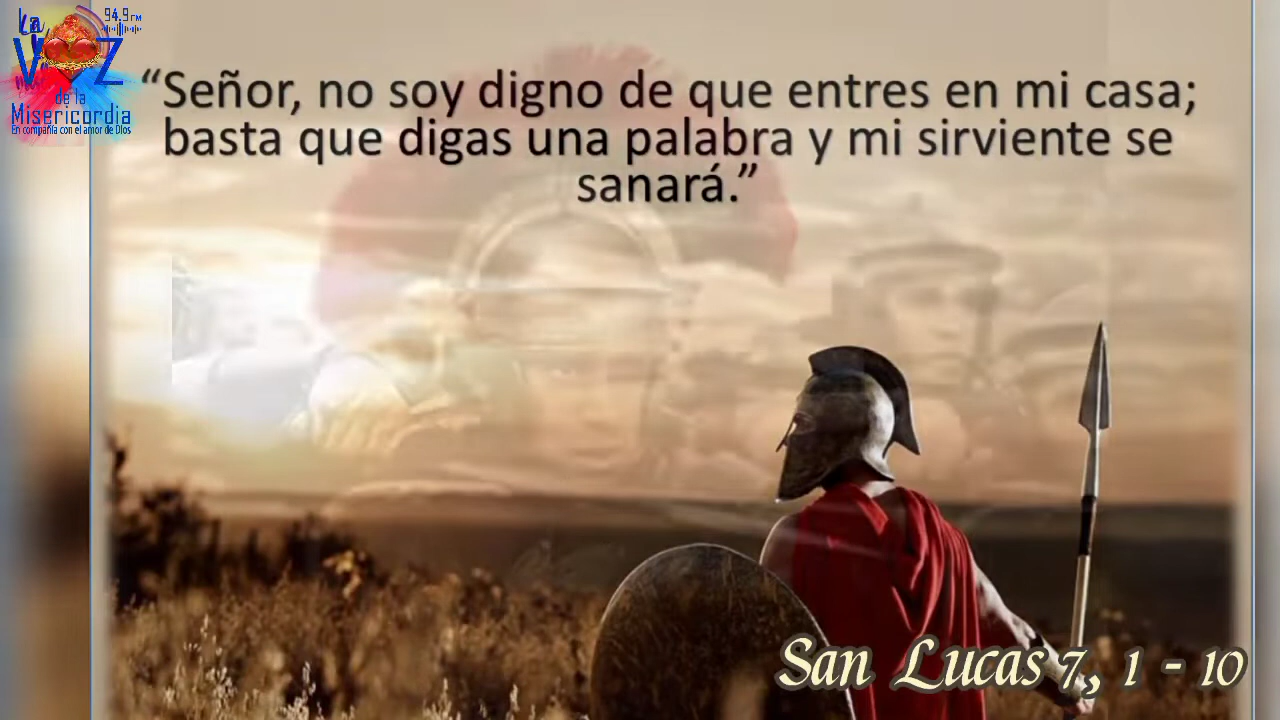 La
94.9 FM
VOZ
de la
Misericordia
En compañía con el amor de Dios
“Señor, no soy digno de que entres en mi casa;
basta que digas una palabra y mi sirviente se
sanará.”
San Lucas 7, 1 - 10